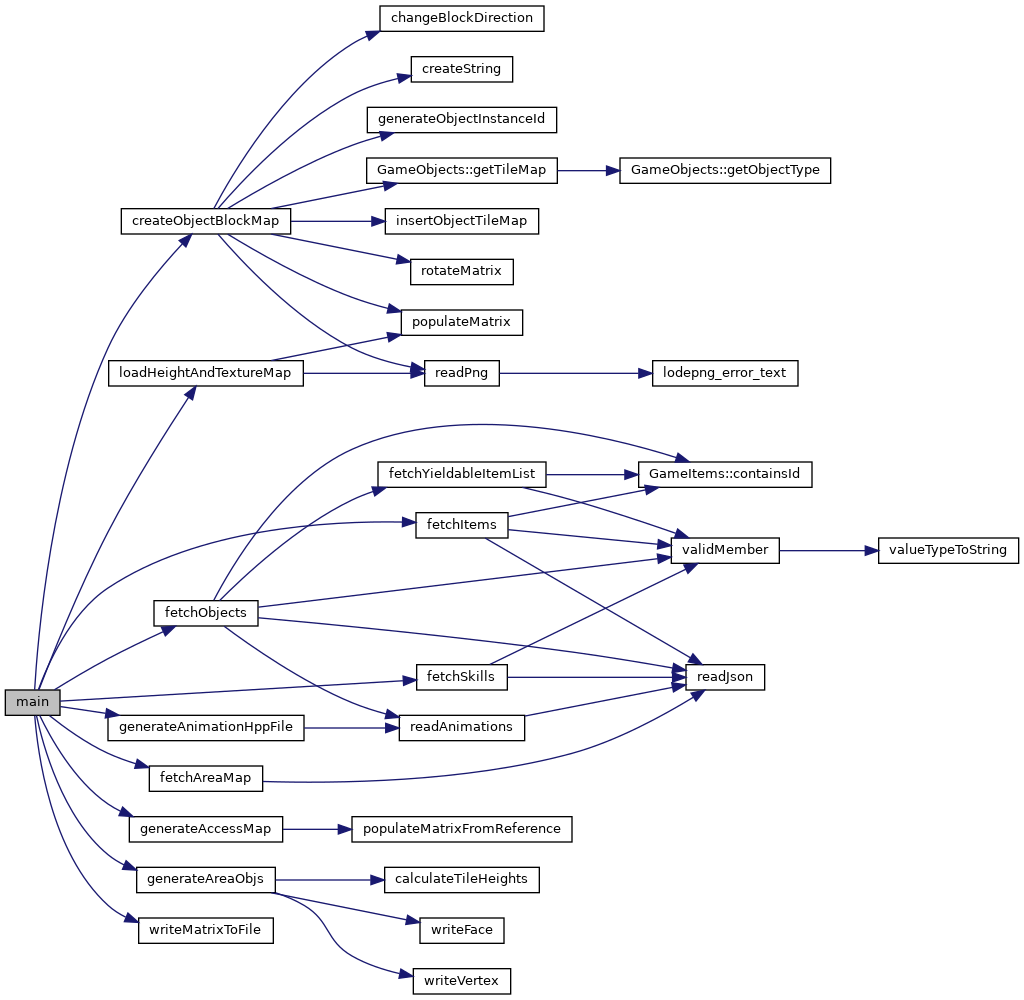 changeBlockDirection
createString
generateObjectInstanceId
GameObjects::getTileMap
GameObjects::getObjectType
createObjectBlockMap
insertObjectTileMap
rotateMatrix
populateMatrix
loadHeightAndTextureMap
readPng
lodepng_error_text
fetchYieldableItemList
GameItems::containsId
fetchItems
validMember
valueTypeToString
fetchObjects
fetchSkills
readJson
main
generateAnimationHppFile
readAnimations
fetchAreaMap
generateAccessMap
populateMatrixFromReference
generateAreaObjs
calculateTileHeights
writeMatrixToFile
writeFace
writeVertex